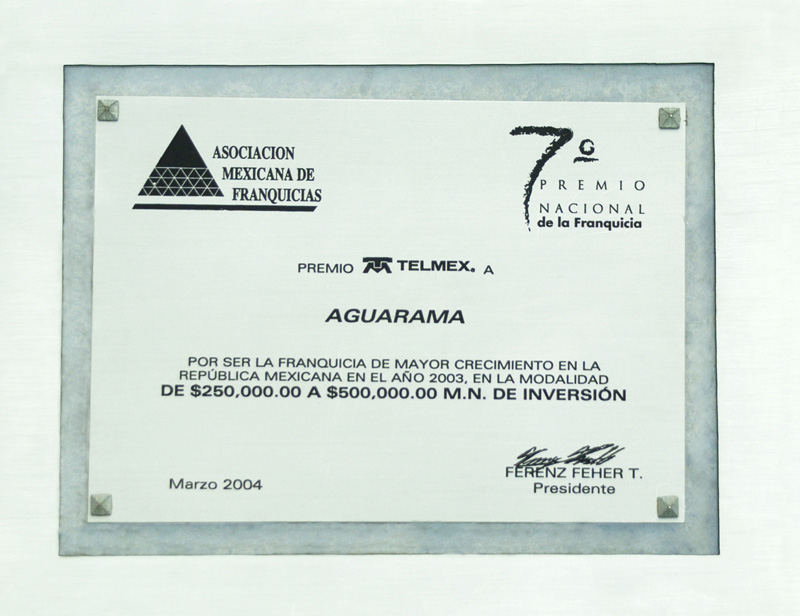 ASOCIACION
MEXICANA DE
FRANQUICIAS
7º
PREMIO
NACIONAL
de la Franquicia
PREMIO TELMEX® A
AGUARAMA
POR SER LA FRANQUICIA DE MAYOR CRECIMIENTO EN LA
REPÚBLICA MEXICANA EN EL AÑO 2003, EN LA MODALIDAD
DE $250,000.00 A $500,000.00 M.N. DE INVERSIÓN
FERENZ FEHER T.
Presidente
Marzo 2004